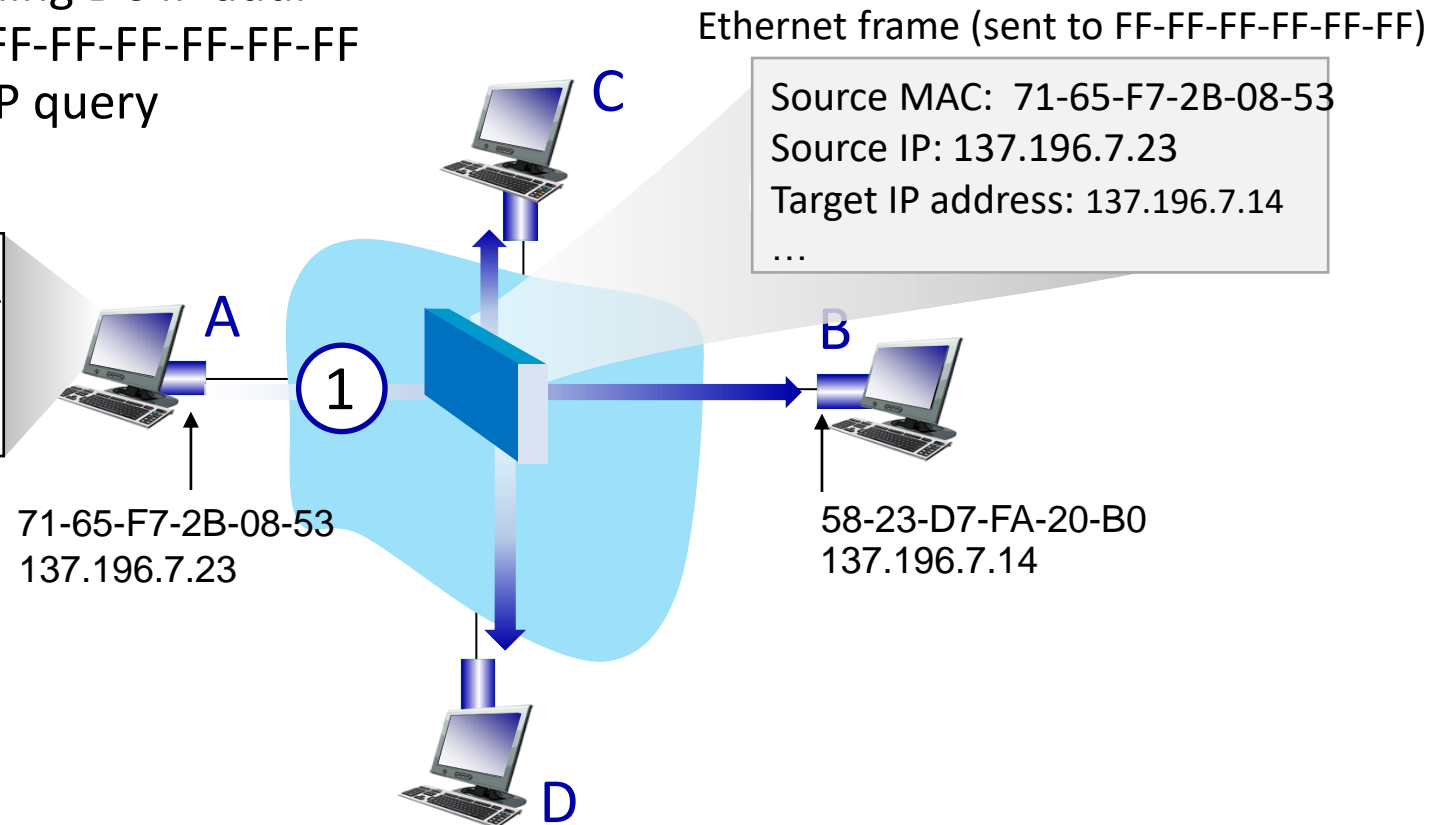 FF-FF-FF-FF-FF-FF
query
Ethernet frame (sent to FF-FF-FF-FF-FF-FF)
Source MAC: 71-65-F7-2B-08-53
Source IP: 137.196.7.23
Target IP address: 137.196.7.14
…
C
A
B
1
71-65-F7-2B-08-53
137.196.7.23
58-23-D7-FA-20-B0
137.196.7.14
D